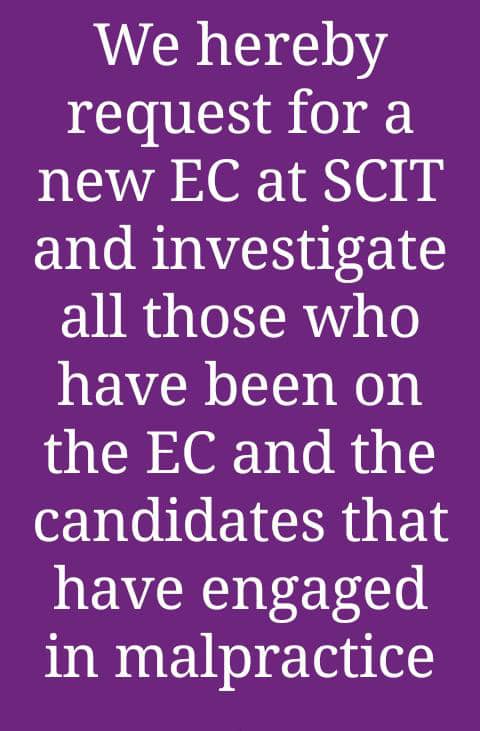 We hereby
request for a
new EC at SCIT
and investigate
all those who
have been on
the EC and the
candidates that
have engaged
in malpractice